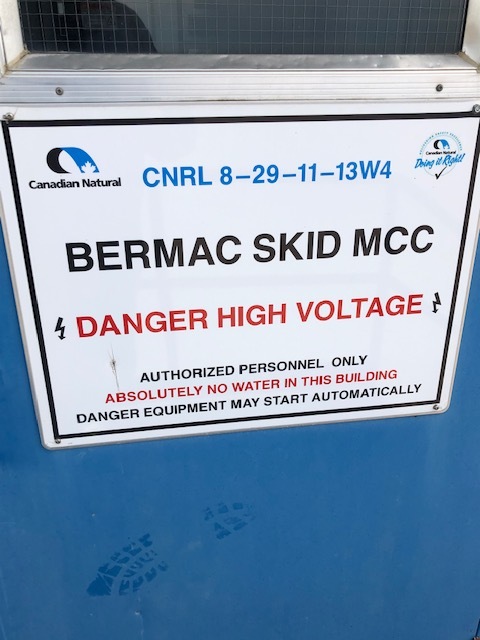 Canadian Natural
CNRL 8-29-11-13W4
Canadian Natural
Doing it Right!
BERMAC SKID MCC
DANGER HIGH VOLTAGE
AUTHORIZED PERSONNEL ONLY
ABSOLUTELY NO WATER IN THIS BUILDING
DANGER EQUIPMENT MAY START AUTOMATICALLY